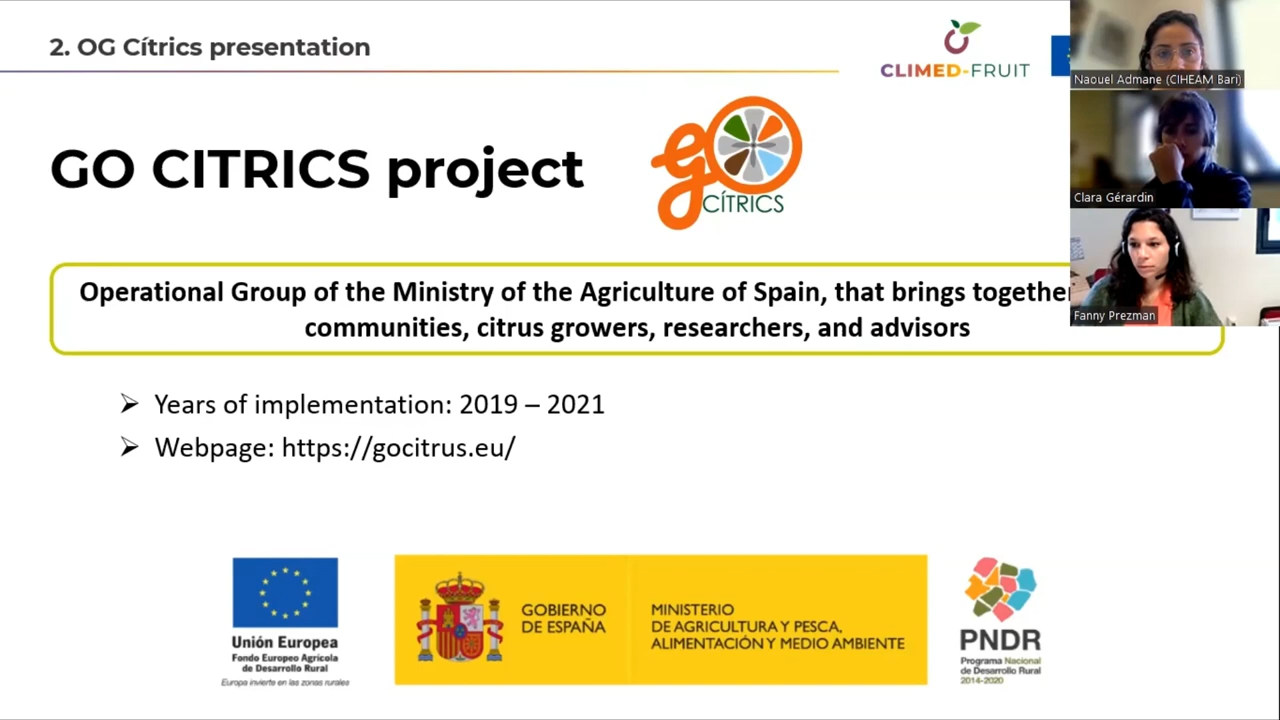 2. OG Cítrics presentation
CLIMED-FRUIT
Naouel Admane (CIHEAM Bari)
GO CITRICS project
go
CÍTRICS
Clara Gérardin
Operational Group of the Ministry of the Agriculture of Spain, that brings together
communities, citrus growers, researchers, and advisors
Fanny Prezman
Years of implementation: 2019 – 2021
Webpage: https://gocitrus.eu/
Unión Europea
Fondo Europeo Agrícola
de Desarrollo Rural
Europa invierte en las zonas rurales
GOBIERNO
DE ESPAÑA
MINISTERIO
DE AGRICULTURA Y PESCA,
ALIMENTACIÓN Y MEDIO AMBIENTE
PNDR
Programa Nacional
de Desarrollo Rural
2014-2020